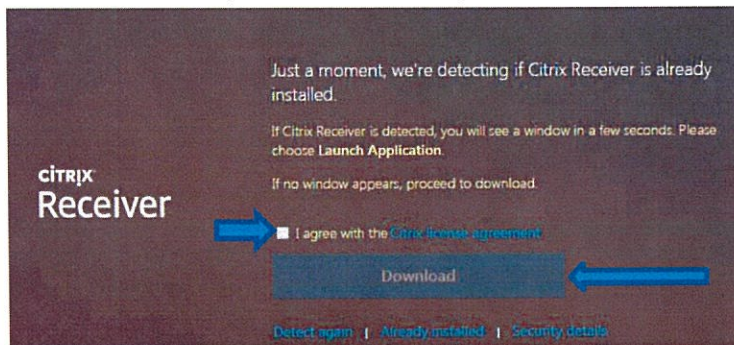 Just a moment, we're detecting if Citrix Receiver is already
installed.
If Citrix Receiver is detected, you will see a window in a few seconds. Please
choose Launch Application.
If no window appears, proceed to download.
CITRIX
Receiver
I agree with the Citrix license agreement
Download
Detect again | Already installed | Security details